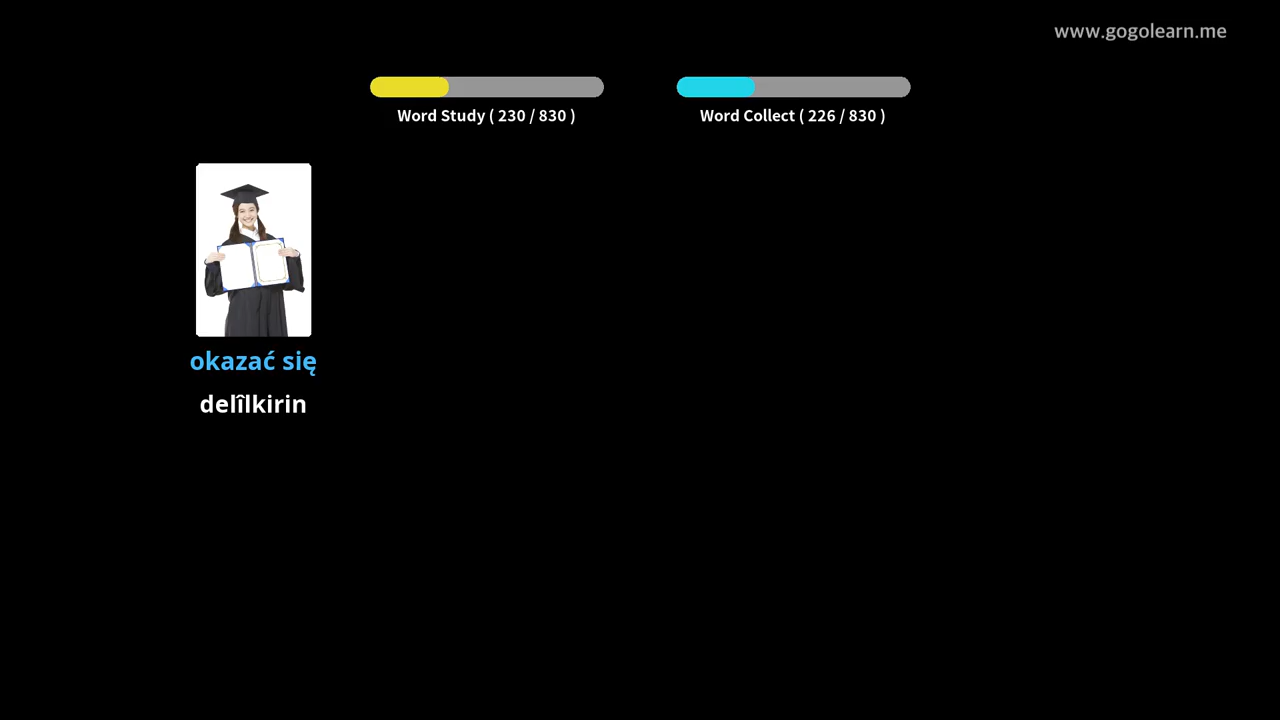 www.gogolearn.me
Word Study ( 230 / 830 )
Word Collect ( 226 / 830 )
okazać się
delîlkirin